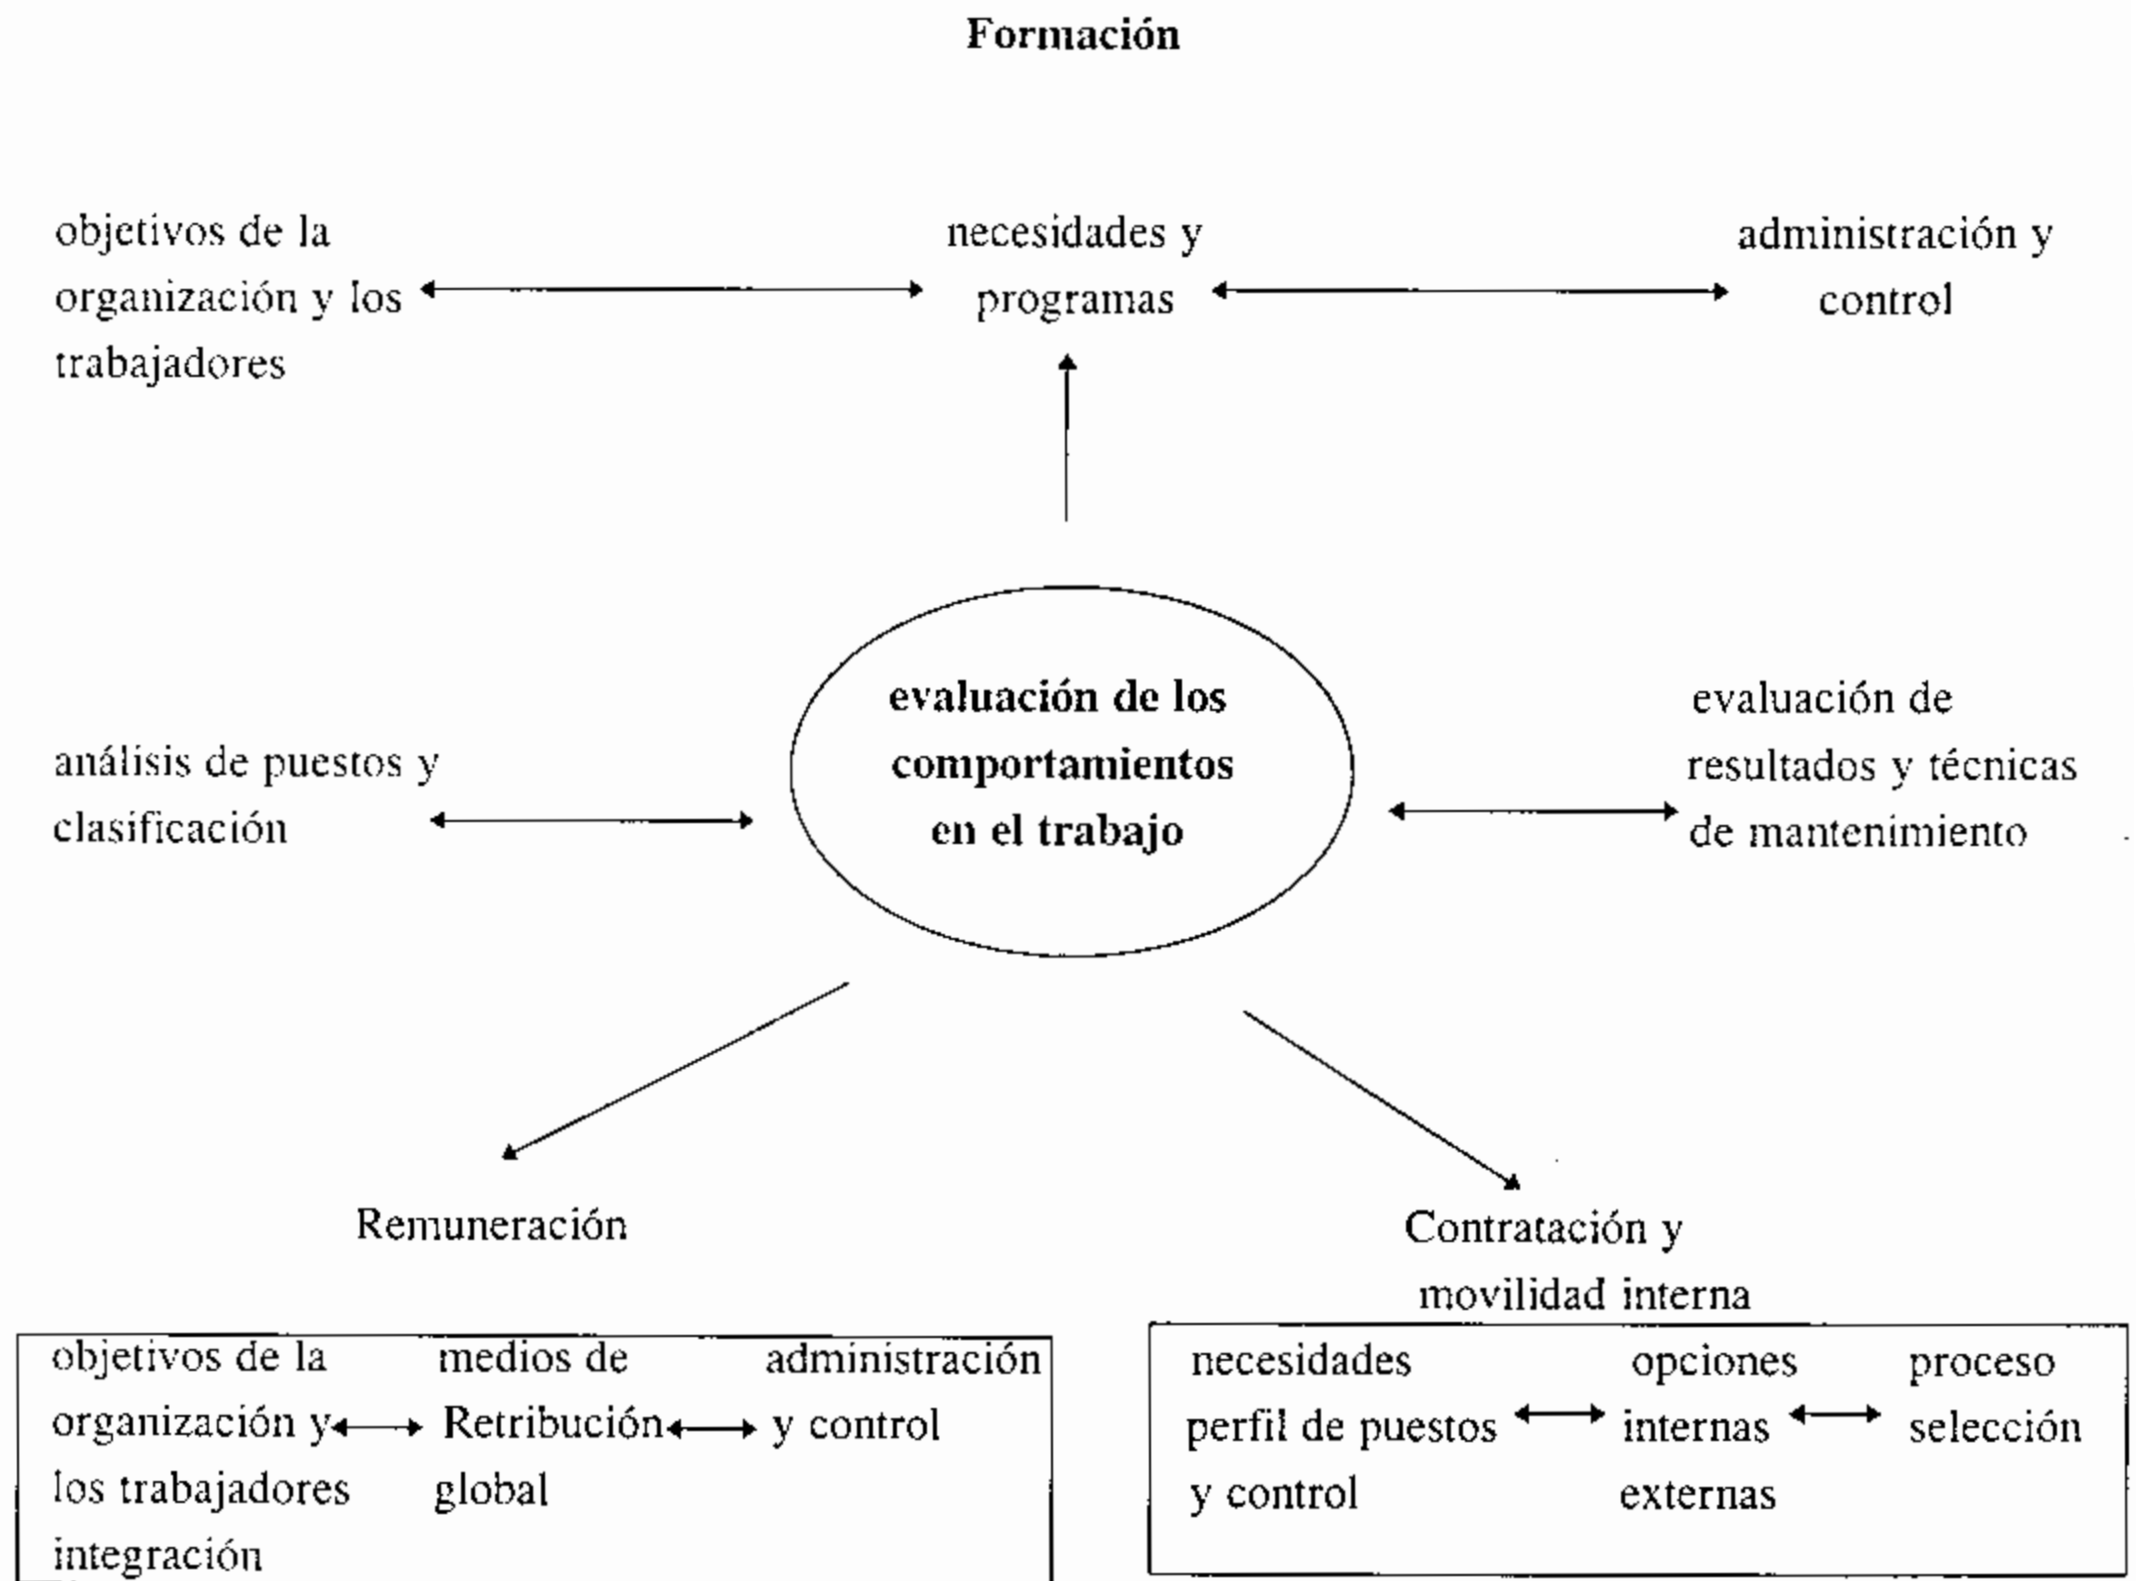 Formación
objetivos de la
organización y los
trabajadores
necesidades y
programas
administración y
control
análisis de puestos y
clasificación
evaluación de los
comportamientos
en el trabajo
evaluación de
resultados y técnicas
de mantenimiento
Remuneración
objetivos de la
organización y
los trabajadores
integración
medios de
Retribución
global
administración
y control
Contratación y
movilidad interna
necesidades
perfil de puestos
y control
opciones
internas
externas
proceso
selección